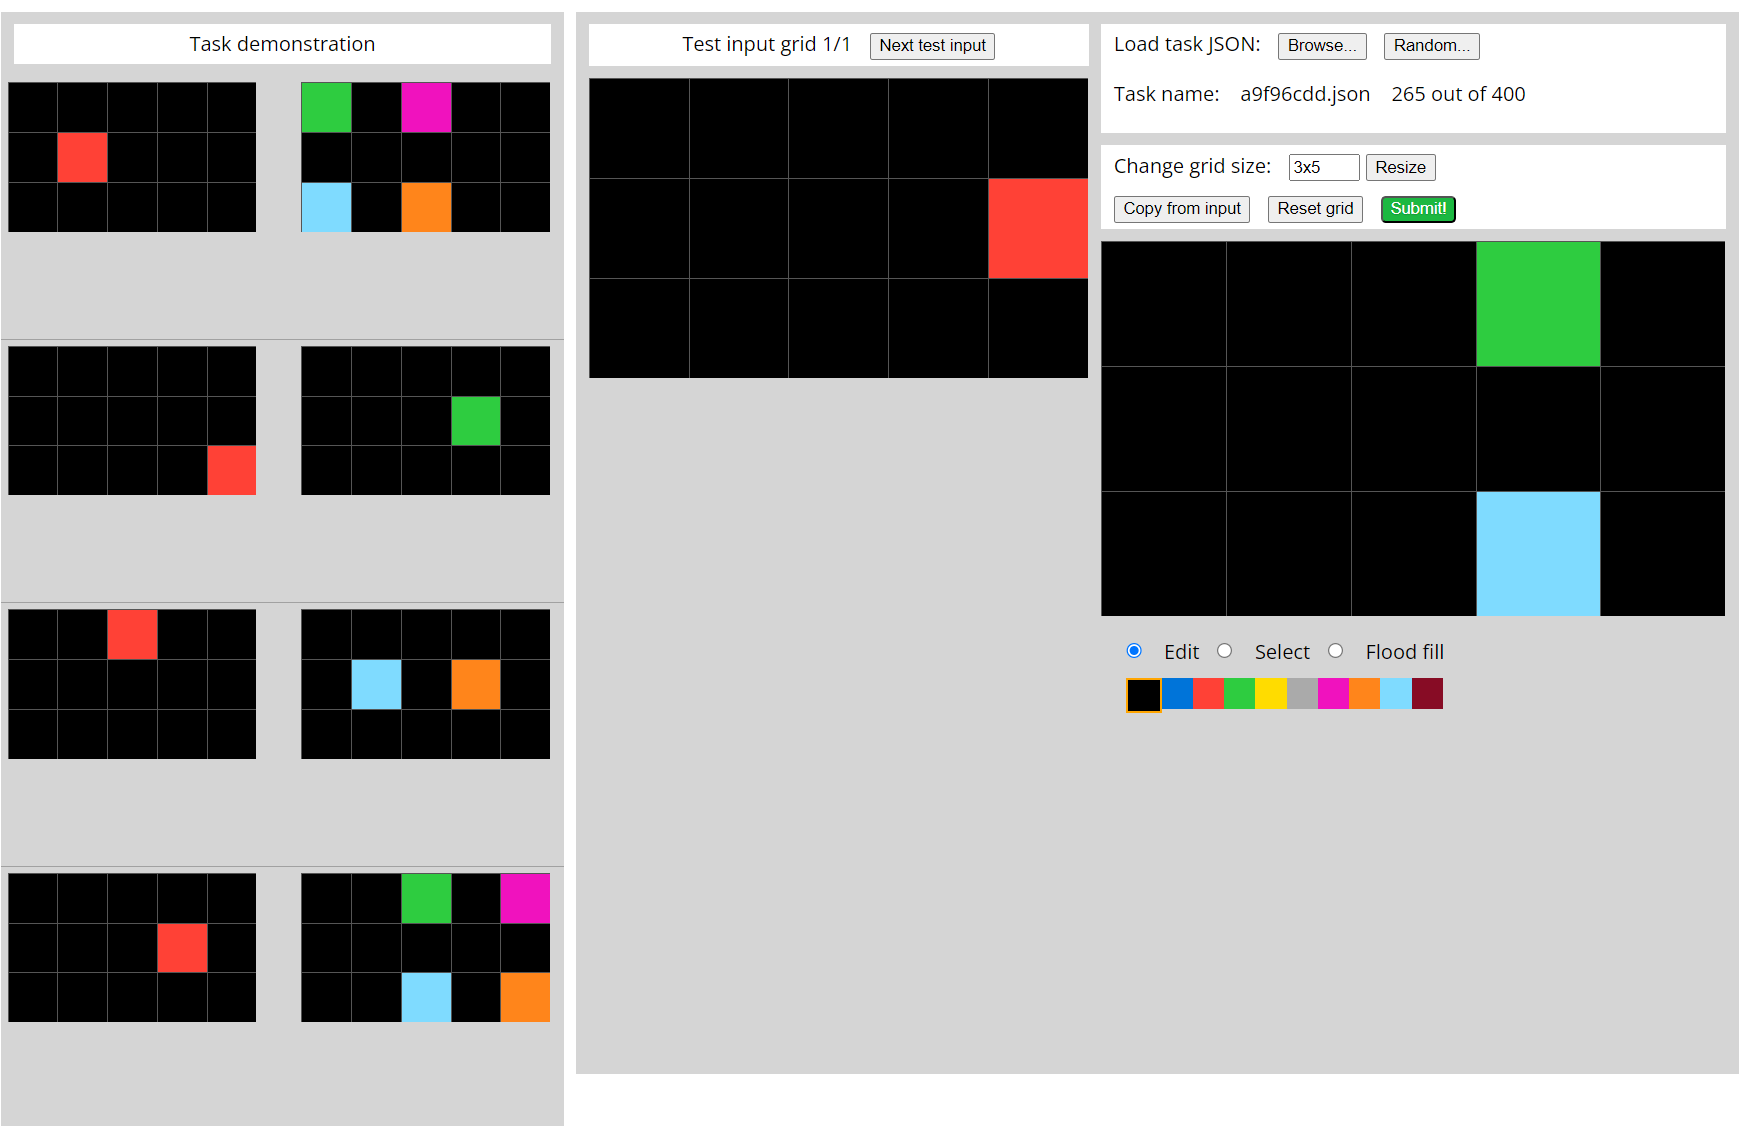 Task demonstration
Test input grid 1/1 Next test input
Load task JSON: Browse... Random...
Task name: a9f96cdd.json 265 out of 400
Change grid size: 3x5 Resize
Copy from input Reset grid Submit!
Edit Select Flood fill